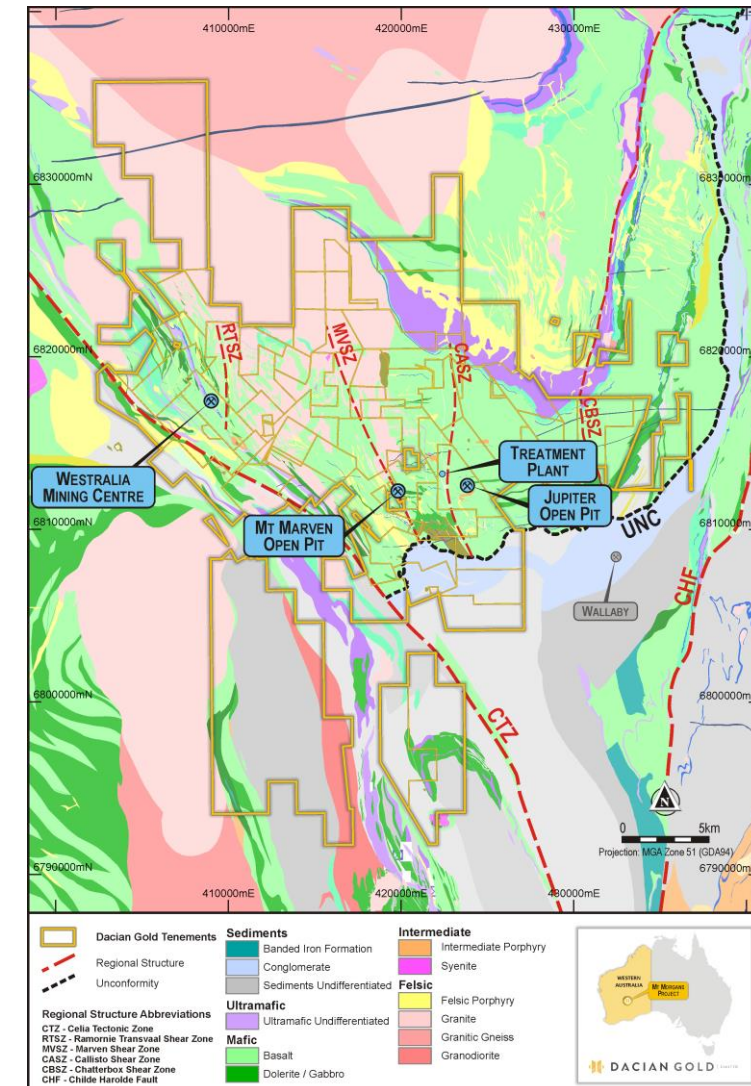 410000mE
420000mE
430000mE
6830000mN
6830000m
6820000mN
6820000m
RTSZ
MVSZ
CASZ
CBSZ
WESTRALIA
MINING CENTRE
TREATMENT
PLANT
JUPITER
OPEN PIT
MT MARVEN
OPEN PIT
6810000mN
6810000m
UNC
CHF
WALLABY
6800000mN
6800000m
CTZ
N
0 5km
Projection: MGA Zone 51 (GDA94)
6790000mN
6790000m
410000mE
420000mE
430000mE
Dacian Gold Tenements
Regional Structure
Unconformity
Regional Structure Abbreviations
CTZ - Celia Tectonic Zone
RTSZ - Ramornie Transvaal Shear Zone
MVSZ - Marven Shear Zone
CASZ - Callisto Shear Zone
CBSZ - Chatterbox Shear Zone
CHF - Childe Harolde Fault
Sediments
Banded Iron Formation
Conglomerate
Sediments Undifferentiated
Ultramafic
Ultramafic Undifferentiated
Mafic
Basalt
Dolerite / Gabbro
Intermediate
Intermediate Porphyry
Syenite
Felsic
Felsic Porphyry
Granite
Granitic Gneiss
Granodiorite
WESTERN
AUSTRALIA
MT MORGANS
PROJECT
DACIAN GOLD